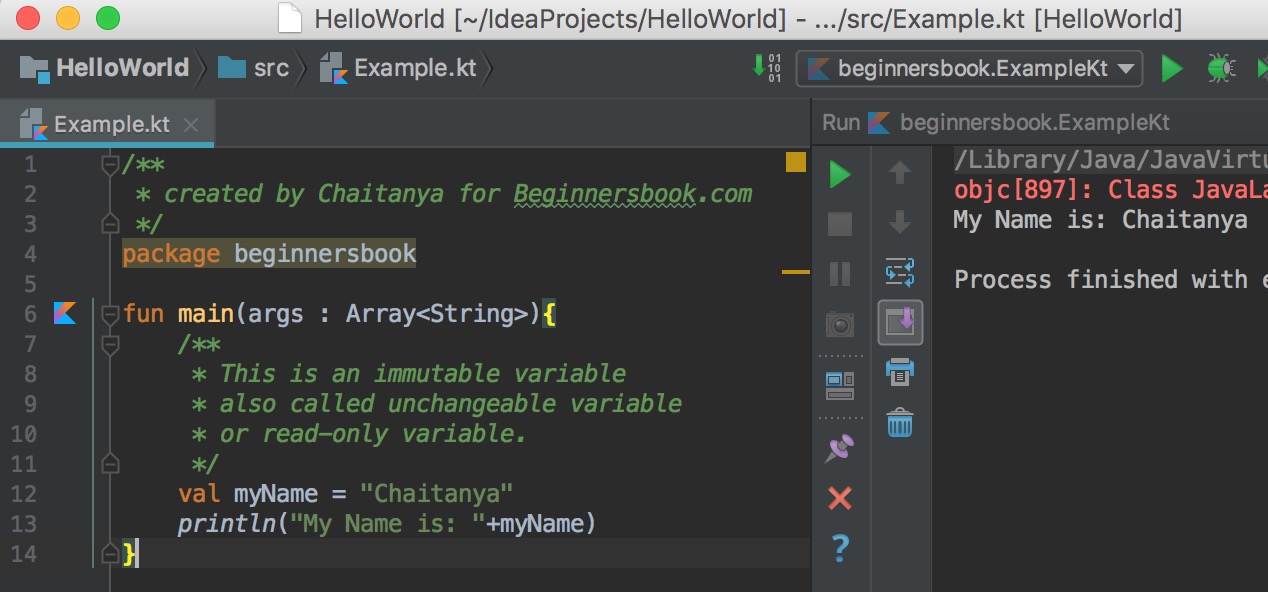 HelloWorld [~/IdeaProjects/HelloWorld] - .../src/Example.kt [HelloWorld]
HelloWorld src Example.kt
01
10
01
beginnersbook.ExampleKt
Example.kt
1 /**
2 * created by Chaitanya for Beginnersbook.com
3 */
4 package beginnersbook
5
6 fun main(args : Array<String>){
7 /**
8 * This is an immutable variable
9 * also called unchangeable variable
10 * or read-only variable.
11 */
12 val myName = "Chaitanya"
13 println("My Name is: "+myName)
14 }
Run beginnersbook.ExampleKt
/Library/Java/JavaVirtu
objc[897]: Class JavaLa
My Name is: Chaitanya
Process finished with e
?